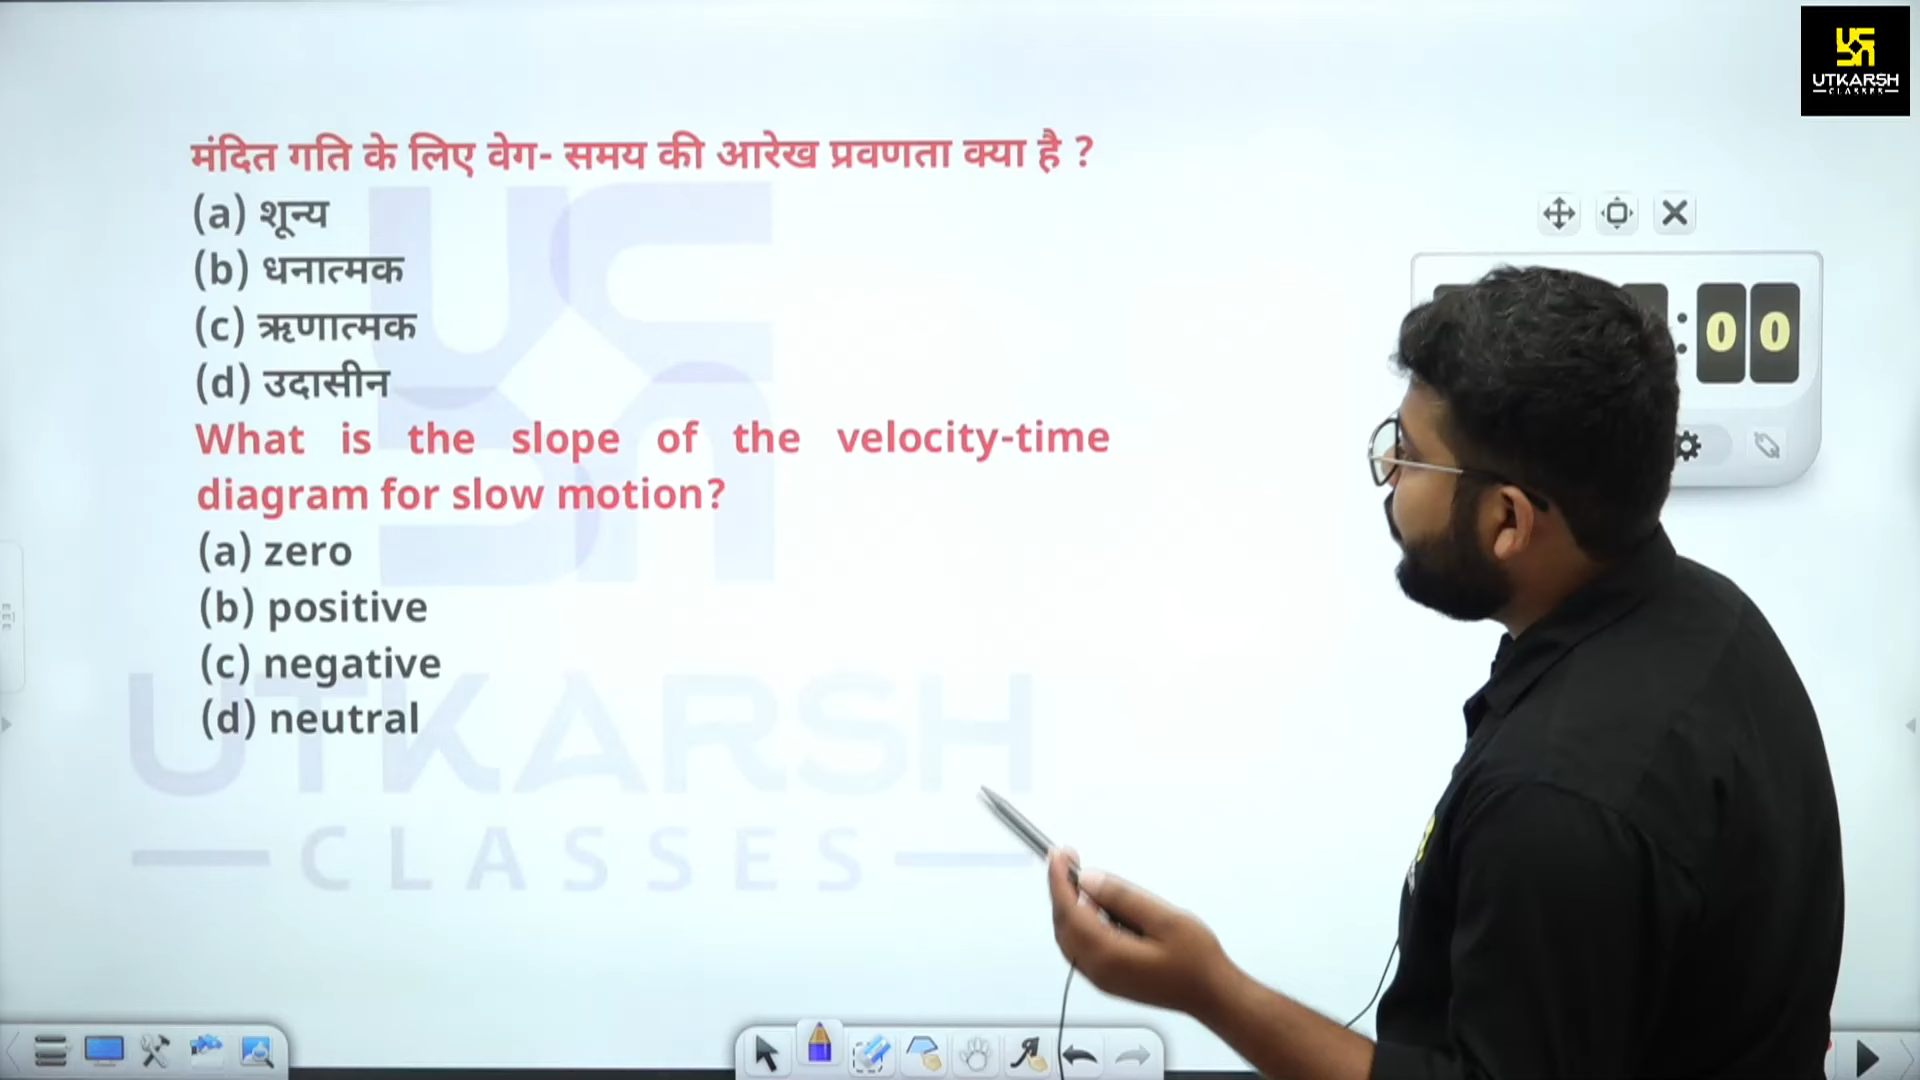 UTKARSH
CLASSES
मंदित गति के लिए वेग- समय की आरेख प्रवणता क्या है ?
(a) शून्य
(b) धनात्मक
(c) ऋणात्मक
(d) उदासीन
What is the slope of the velocity-time
diagram for slow motion?
(a) zero
(b) positive
(c) negative
(d) neutral
: 00
UTKARSH
CLASSES